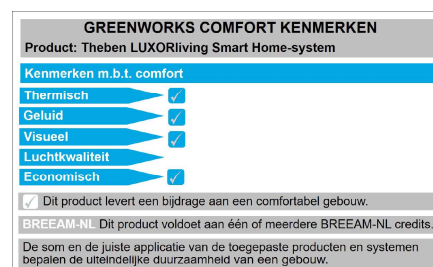 GREENWORKS COMFORT KENMERKEN
Product: Theben LUXORliving Smart Home-system
Kenmerken m.b.t. comfort
Thermisch
Geluid
Visueel
Luchtkwaliteit
Economisch
Dit product levert een bijdrage aan een comfortabel gebouw.
BREEAM-NL Dit product voldoet aan één of meerdere BREEAM-NL credits.
De som en de juiste applicatie van de toegepaste producten en systemen
bepalen de uiteindelijke duurzaamheid van een gebouw.